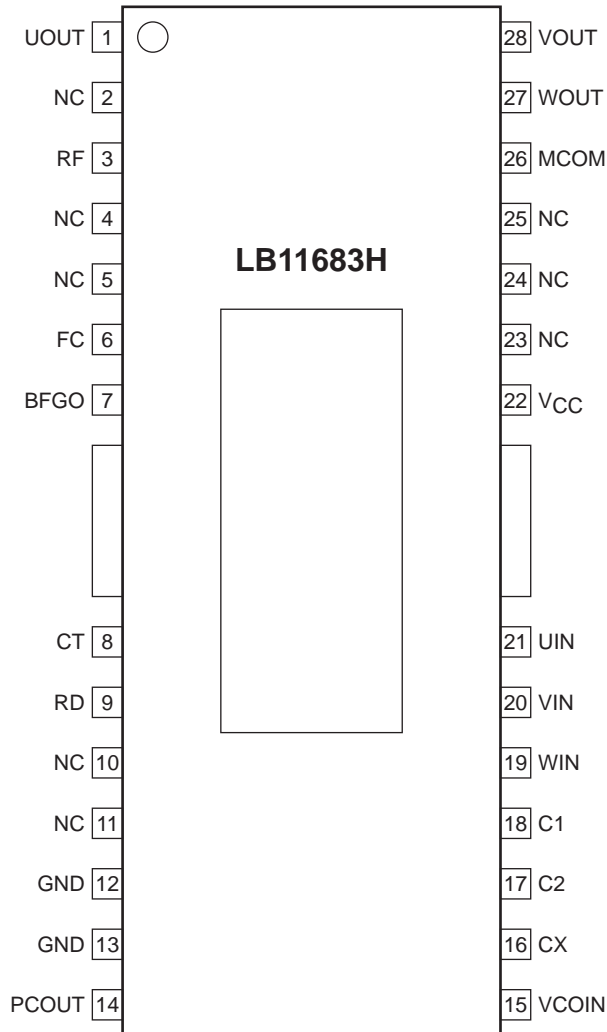 UOUT 1
28 VOUT
NC 2
27 WOUT
RF 3
26 MCOM
NC 4
25 NC
LB11683H
NC 5
24 NC
FC 6
23 NC
BFGO 7
22 VCC
CT 8
21 UIN
RD 9
20 VIN
NC 10
19 WIN
NC 11
18 C1
GND 12
17 C2
GND 13
16 CX
PCOUT 14
15 VCOIN